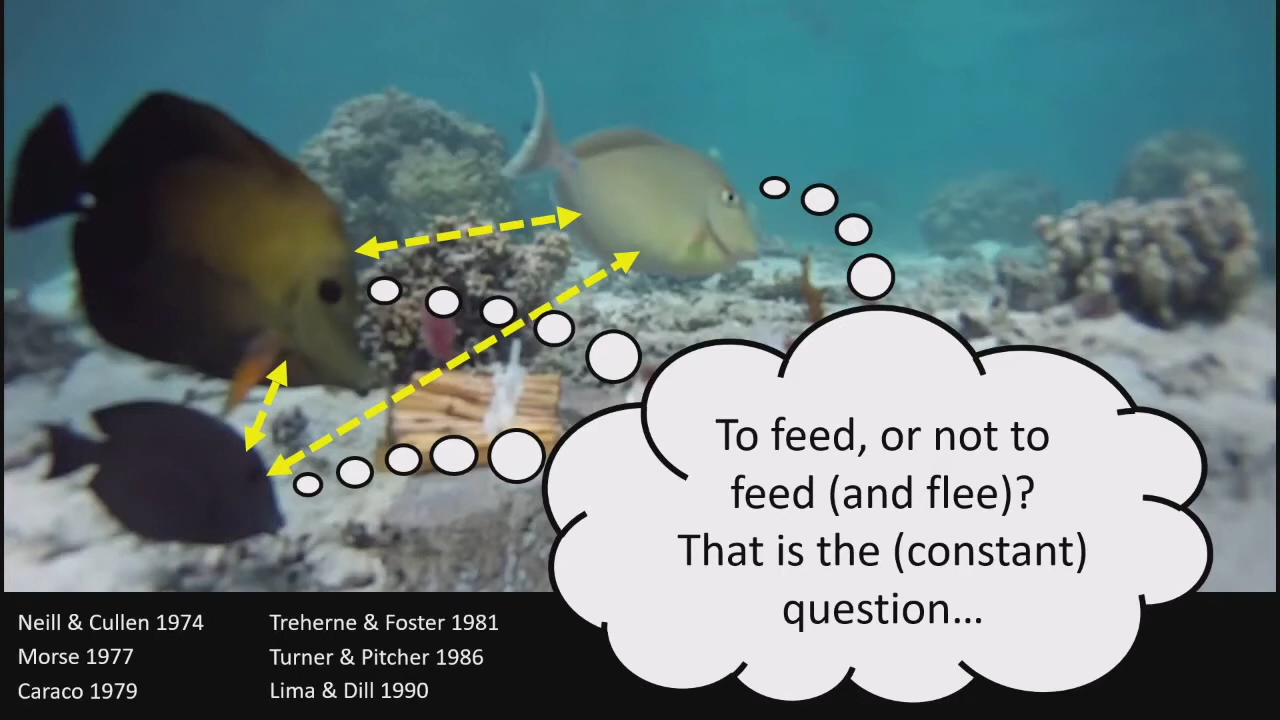 To feed, or not to
feed (and flee)?
That is the (constant)
question...
Neill & Cullen 1974
Morse 1977
Caraco 1979
Treherne & Foster 1981
Turner & Pitcher 1986
Lima & Dill 1990